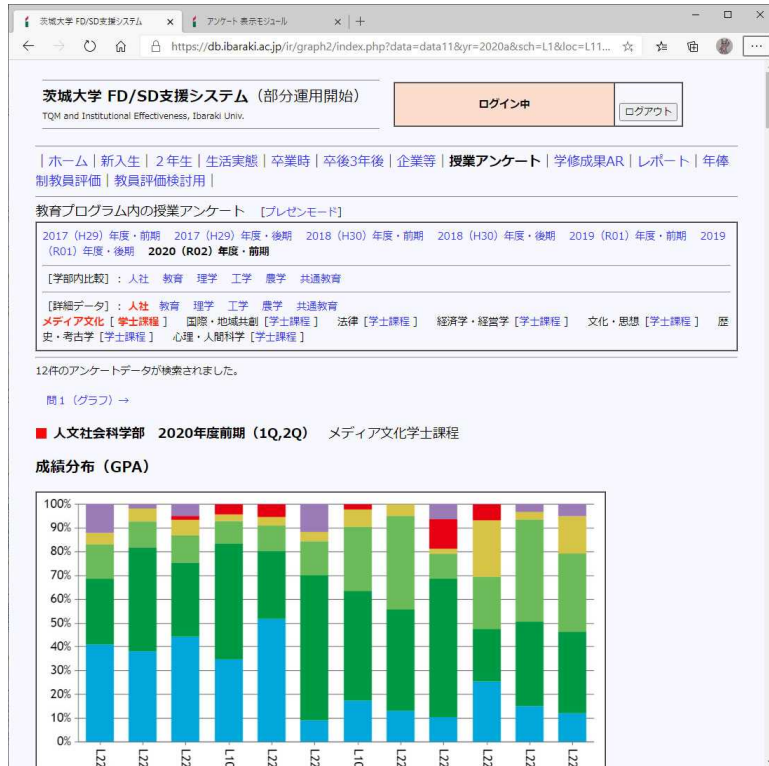 茨城大学 FD/SD支援システム
アンケート 表示モジュール
https://db.ibaraki.ac.jp/ir/graph2/index.php?data=data11&yr=2020a&sch=L1&loc=L11...
茨城大学 FD/SD支援システム（部分運用開始）
TQM and Institutional Effectiveness, Ibaraki Univ.
ログイン中
ログアウト
｜ホーム｜新入生｜２年生｜生活実態｜卒業時｜卒後3年後｜企業等｜授業アンケート｜学修成果AR｜レポート｜年俸
制教員評価｜教員評価検討用｜
教育プログラム内の授業アンケート [プレゼンモード]
2017（H29）年度・前期 2017（H29）年度・後期 2018（H30）年度・前期 2018（H30）年度・後期 2019（R01）年度・前期 2019
（R01）年度・後期 2020（R02）年度・前期
[学部内比較]：人社 教育 理学 工学 農学 共通教育
[詳細データ]：人社 教育 理学 工学 農学 共通教育
メディア文化 [ 学士課程 ] 国際・地域共創 [学士課程 ] 法律 [学士課程 ] 経済学・経営学 [学士課程 ] 文化・思想 [学士課程 ] 歴
史・考古学 [学士課程 ] 心理・人間科学 [学士課程 ]
12件のアンケートデータが検索されました。
問１（グラフ）→
■ 人文社会科学部 2020年度前期（1Q,2Q） メディア文化学士課程
成績分布（GPA）
100%
90%
80%
70%
60%
50%
40%
30%
20%
10%
0%
L22
L22
L22
L10
L22
L22
L10
L22
L22
L22
L22
L22